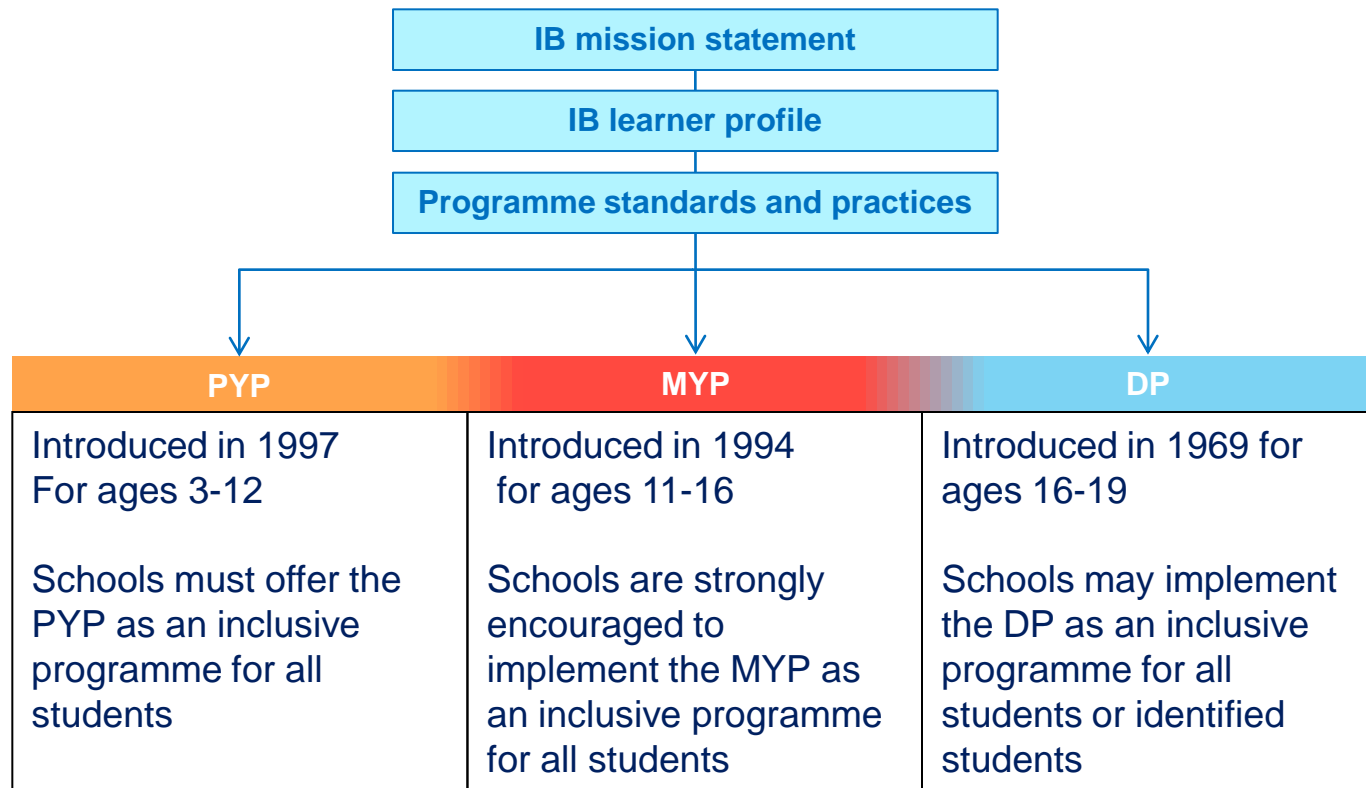 IB mission statement
IB learner profile
Programme standards and practices
PYP
MYP
DP
Introduced in 1997
For ages 3-12
Schools must offer the
PYP as an inclusive
programme for all
students
Introduced in 1994
for ages 11-16
Schools are strongly
encouraged to
implement the MYP as
an inclusive programme
for all students
Introduced in 1969 for
ages 16-19
Schools may implement
the DP as an inclusive
programme for all
students or identified
students